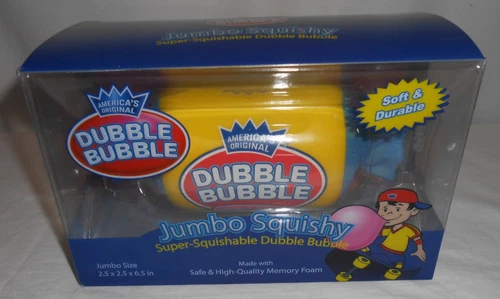 Jumbo Squishy
Super-Squishable Dubble Bubble
AMERICA'S
ORIGINAL
DUBBLE
BUBBLE
Soft &
Durable
AMERICA'S
ORIGINAL
DUBBLE
BUBBLE
Jumbo Squishy
Super-Squishable Dubble Bubble
Jumbo Size
2.5 x 2.5 x 6.5 in
Made with
Safe & High-Quality Memory Foam